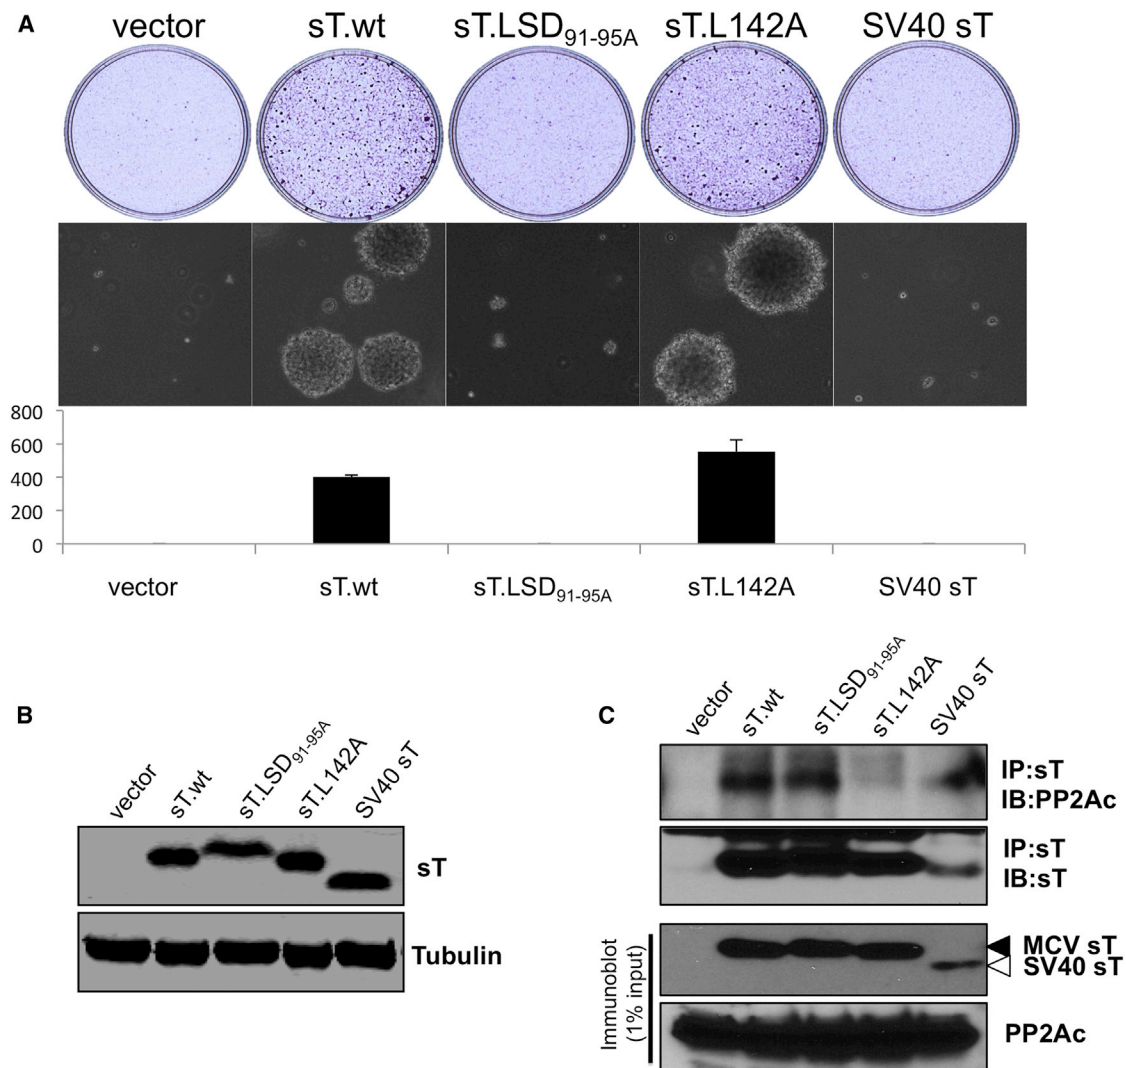 A
vector sT.wt sT.LSD91-95A sT.L142A SV40 sT
800
600
400
200
0
vector sT.wt sT.LSD91-95A sT.L142A SV40 sT
B
vector sT.wt sT.LSD91-95A sT.L142A SV40 sT
sT
Tubulin
C
vector sT.wt sT.LSD91-95A sT.L142A SV40 sT
IP:sT
IB:PP2Ac
IP:sT
IB:sT
Immunoblot
(1% input)
MCV sT
SV40 sT
PP2Ac